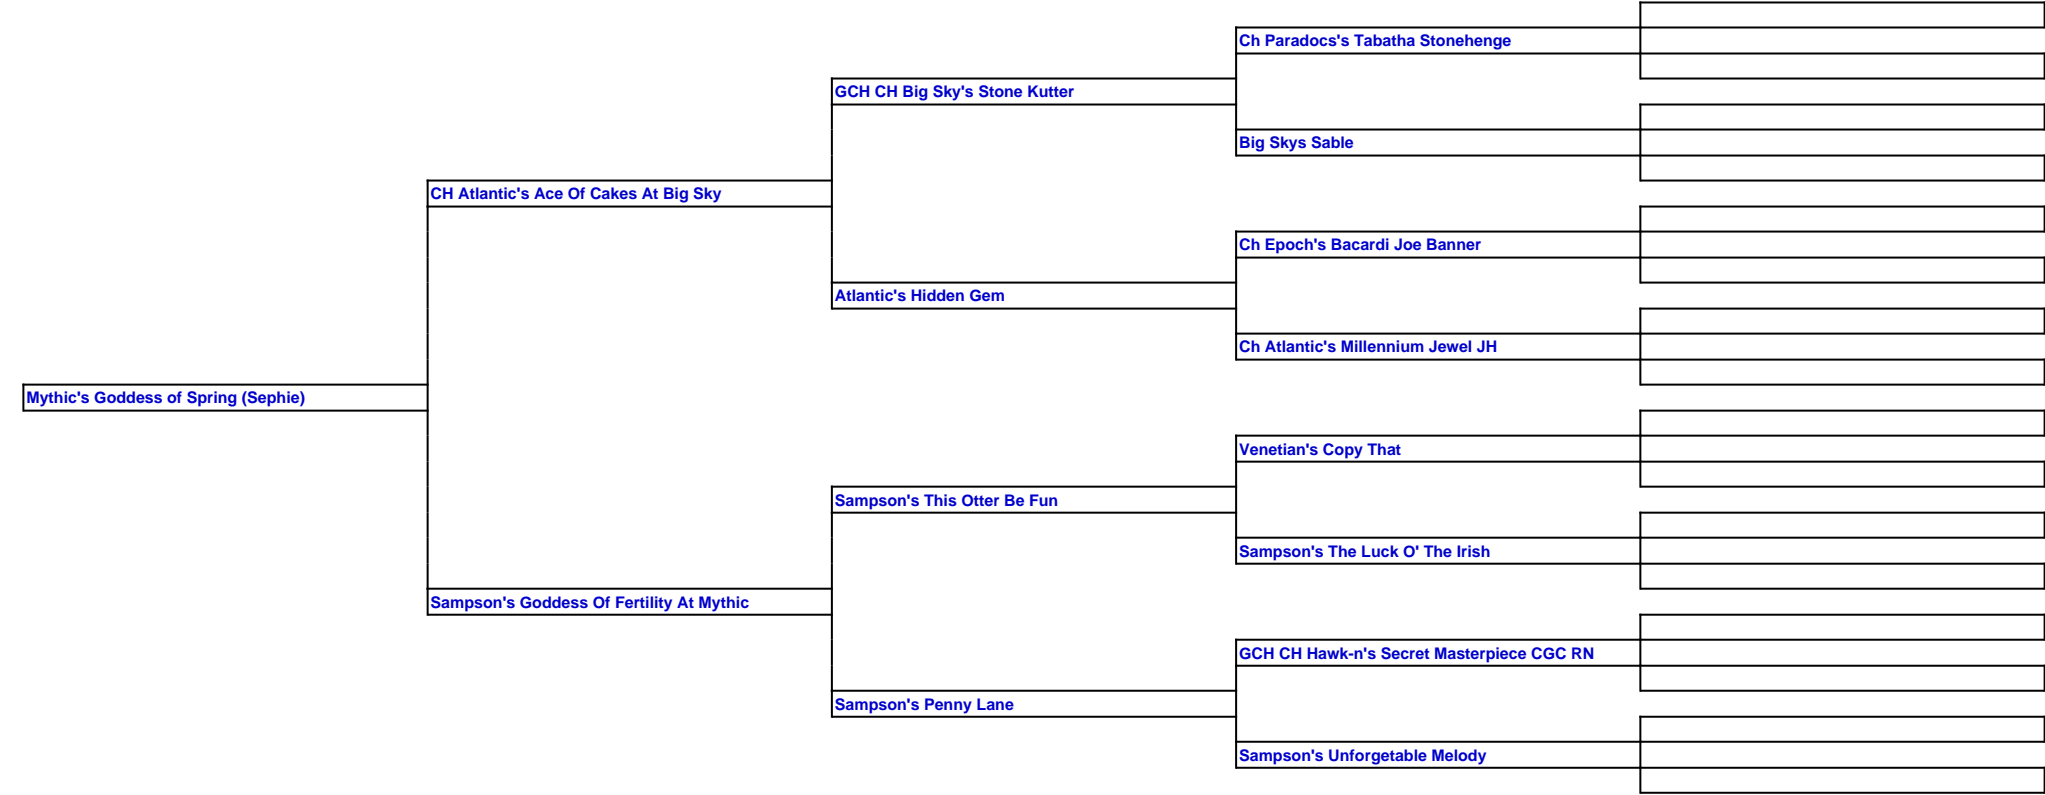 Ch Paradocs's Tabatha Stonehenge
GCH CH Big Sky's Stone Kutter
Big Skys Sable
CH Atlantic's Ace Of Cakes At Big Sky
Ch Epoch's Bacardi Joe Banner
Atlantic's Hidden Gem
Ch Atlantic's Millennium Jewel JH
Mythic's Goddess of Spring (Sephie)
Venetian's Copy That
Sampson's This Otter Be Fun
Sampson's The Luck O' The Irish
Sampson's Goddess Of Fertility At Mythic
GCH CH Hawk-n's Secret Masterpiece CGC RN
Sampson's Penny Lane
Sampson's Unforgetable Melody